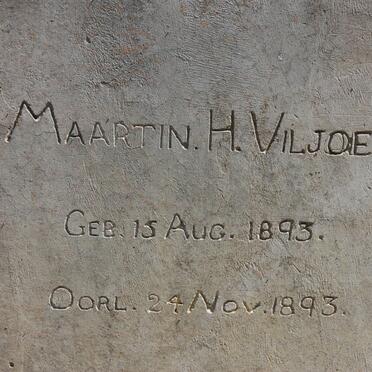 MAARTIN. H. VILJOE
GEB. 15 AUG. 1893.
OORL. 24 NOV. 1893.